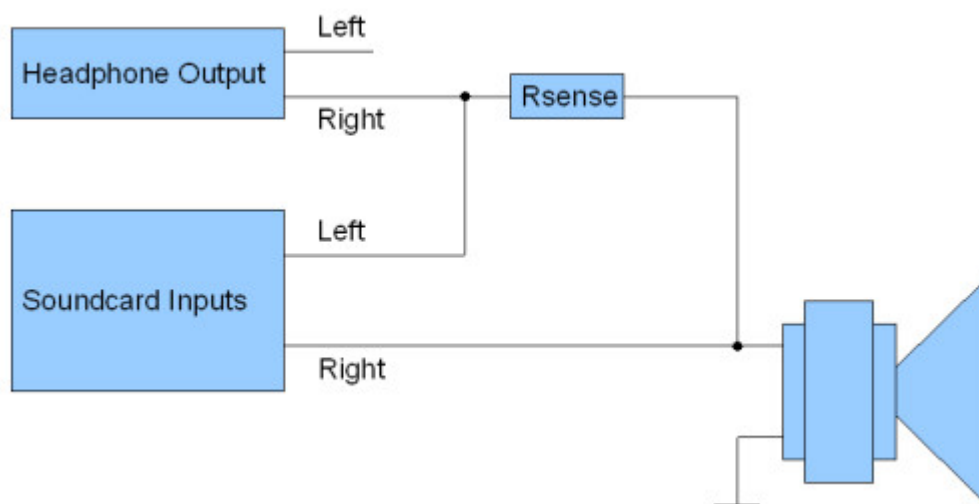 Left
Headphone Output
Rsense
Right
Left
Soundcard Inputs
Right